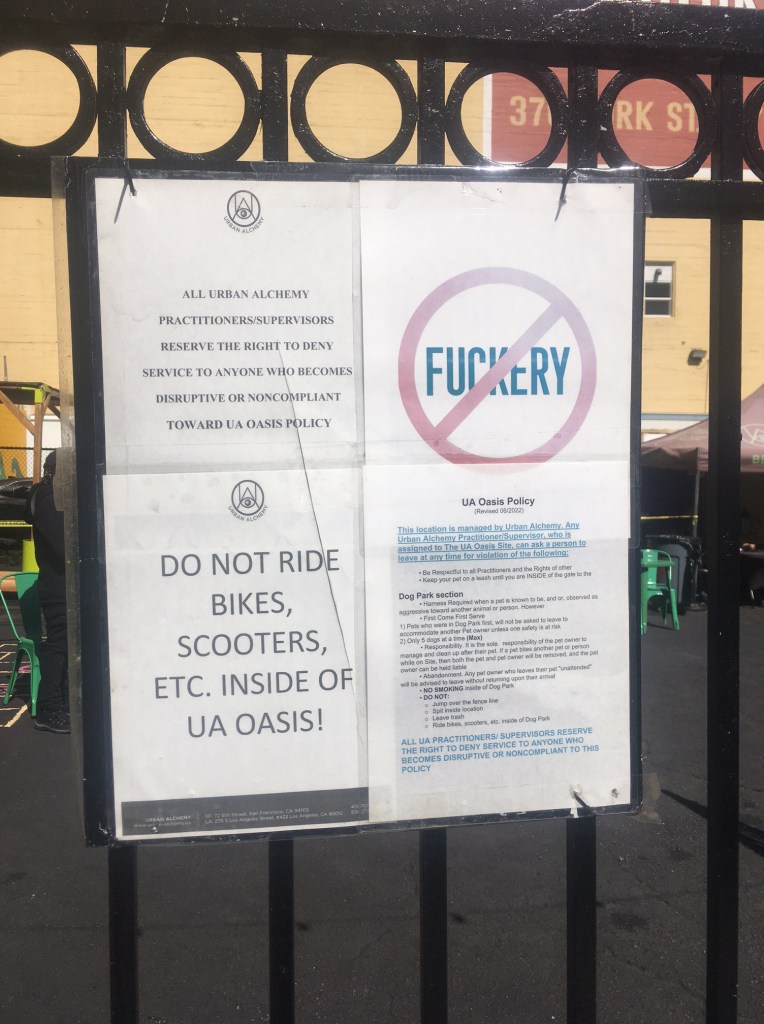 URBAN ALCHEMY
ALL URBAN ALCHEMY
PRACTITIONERS/SUPERVISORS
RESERVE THE RIGHT TO DENY
SERVICE TO ANYONE WHO BECOMES
DISRUPTIVE OR NONCOMPLIANT
TOWARD UA OASIS POLICY
FUCKERY
URBAN ALCHEMY
DO NOT RIDE
BIKES,
SCOOTERS,
ETC. INSIDE OF
UA OASIS!
URBAN ALCHEMY
UA Oasis Policy
(Revised 06/2022)
This location is managed by Urban Alchemy. Any
Urban Alchemy Practitioner/Supervisor, who is
assigned to The UA Oasis Site, can ask a person to
leave at any time for violation of the following:
• Be Respectful to all Practitioners and the Rights of other
• Keep your pet on a leash until you are INSIDE of the gate to the
Dog Park section
• Harness Required when a pet is known to be, and or, observed as
aggressive toward another animal or person. However
• First Come First Serve
1) Pets who were in Dog Park first, will not be asked to leave to
accommodate another Pet owner unless one safety is at risk
2) Only 5 dogs at a time (Max)
• Responsibility. It is the sole. responsibility of the pet owner to
manage and clean up after their pet. If a pet bites another pet or person
while on Site, then both the pet and pet owner will be removed, and the pet
owner can be held liable
• Abandonment. Any pet owner who leaves their pet "unattended"
will be advised to leave without returning upon their arrival
• NO SMOKING inside of Dog Park
• DO NOT:
o Jump over the fence line
o Spit inside location
o Leave trash
o Ride bikes, scooters, etc. inside of Dog Park
ALL UA PRACTITIONERS/ SUPERVISORS RESERVE
THE RIGHT TO DENY SERVICE TO ANYONE WHO
BECOMES DISRUPTIVE OR NONCOMPLIANT TO THIS
POLICY